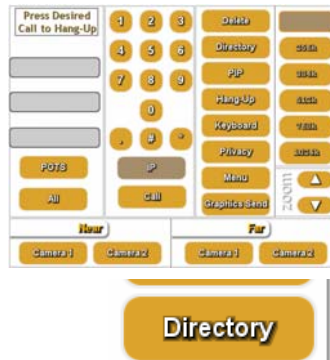 Press Desired
Call to Hang-Up
1 2 3
4 5 6
7 8 9
0
. # *
POTS
IP
All
Call
Delete
Directory
PIP
Hang-Up
Keyboard
Privacy
Menu
Graphics Send
384k
512k
768k
1024k
zoom
Near
Far
Camera 1
Camera 2
Camera 1
Camera 2
Directory